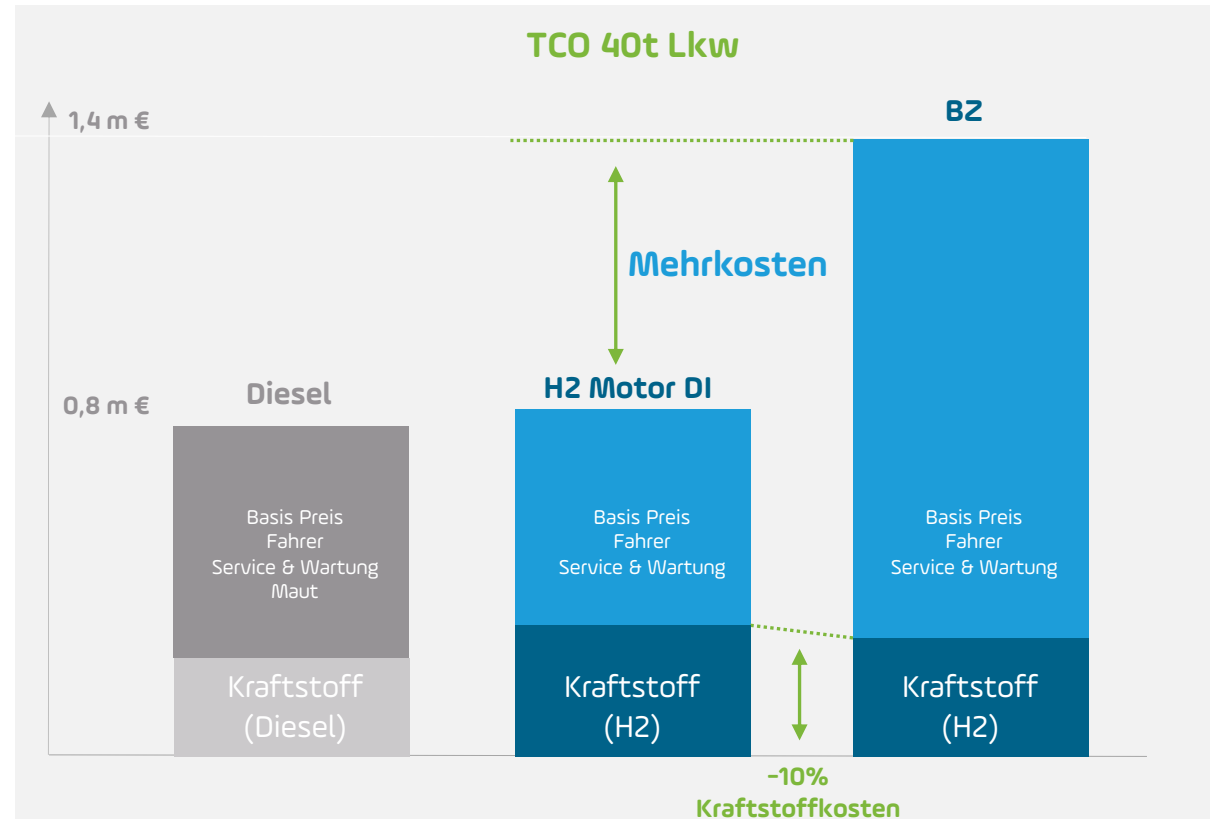 TCO 40t Lkw
1,4 m €
BZ
Mehrkosten
0,8 m €
Diesel
H2 Motor DI
Basis Preis
Fahrer
Service & Wartung
Maut
Kraftstoff
(Diesel)
Basis Preis
Fahrer
Service & Wartung
Kraftstoff
(H2)
Basis Preis
Fahrer
Service & Wartung
Kraftstoff
(H2)
-10%
Kraftstoffkosten